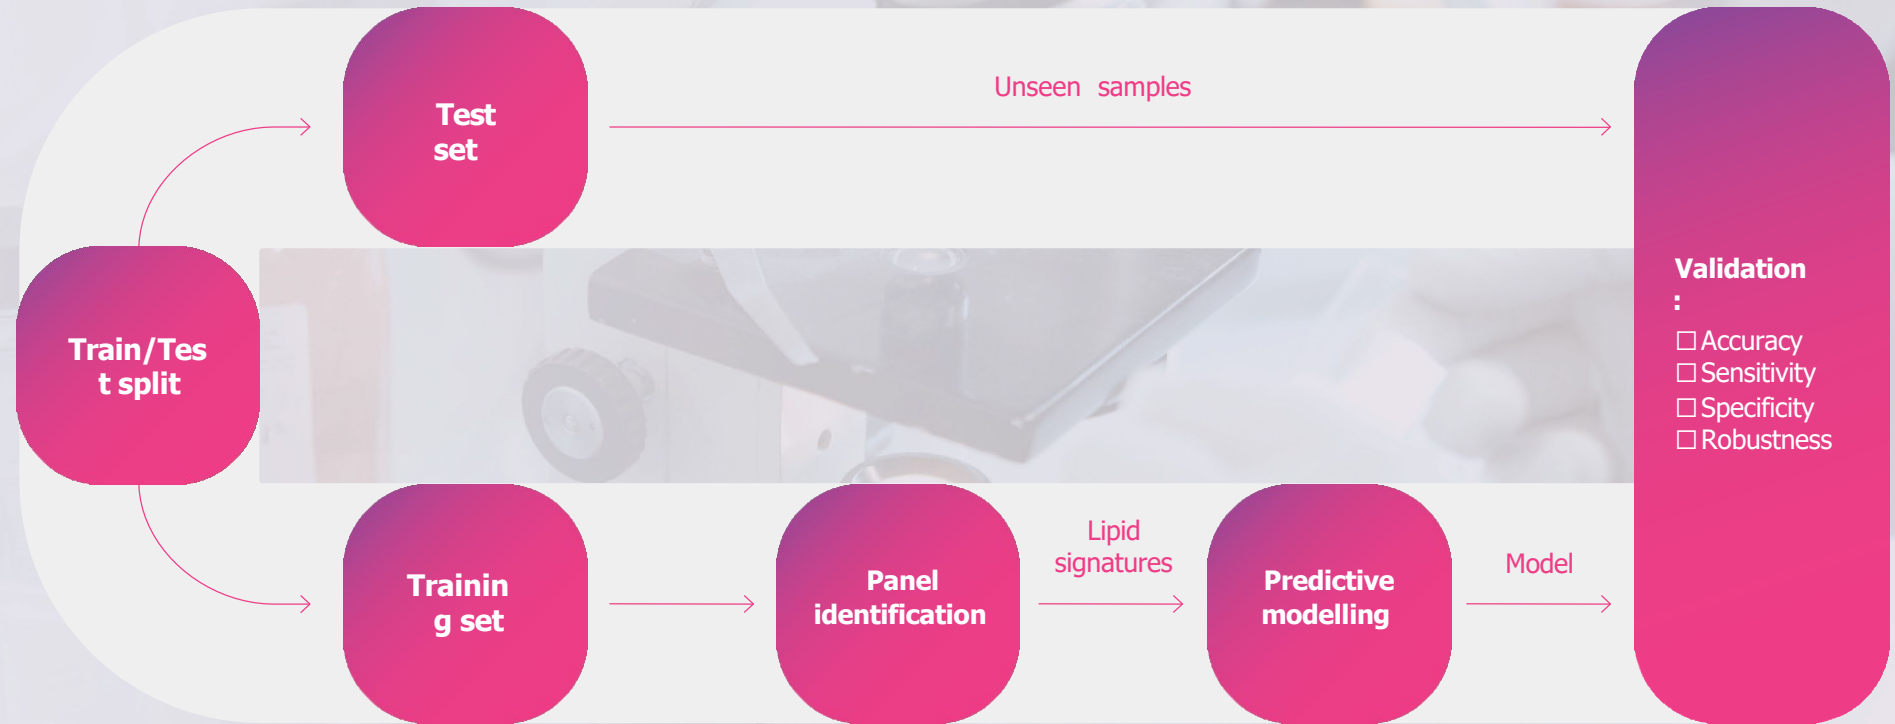 Test
set
Unseen samples
Train/Tes
t split
Validation
:
☐ Accuracy
☐ Sensitivity
☐ Specificity
☐ Robustness
Trainin
g set
Panel
identification
Lipid
signatures
Predictive
modelling
Model